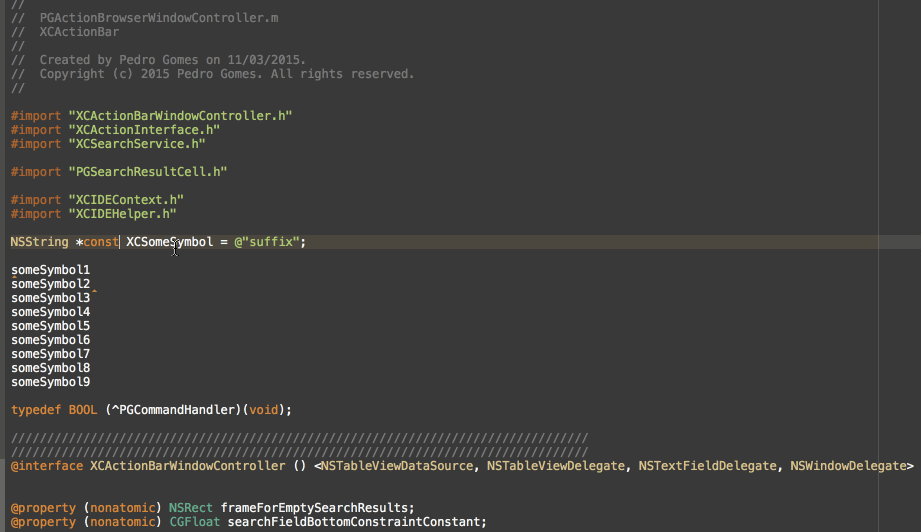 //
//  PGActionBrowserWindowController.m
//  XCActionBar
//
//  Created by Pedro Gomes on 11/03/2015.
//  Copyright (c) 2015 Pedro Gomes. All rights reserved.
//
#import "XCActionBarWindowController.h"
#import "XCActionInterface.h"
#import "XCSearchService.h"
#import "PGSearchResultCell.h"
#import "XCIDEContext.h"
#import "XCIDEHelper.h"
NSString *const XCSomeSymbol = @"suffix";
someSymbol1
someSymbol2
someSymbol3
someSymbol4
someSymbol5
someSymbol6
someSymbol7
someSymbol8
someSymbol9
typedef BOOL (^PGCommandHandler)(void);
////////////////////////////////////////////////////////////////////////////////
////////////////////////////////////////////////////////////////////////////////
@interface XCActionBarWindowController () <NSTableViewDataSource, NSTableViewDelegate, NSTextFieldDelegate, NSWindowDelegate>
@property (nonatomic) NSRect frameForEmptySearchResults;
@property (nonatomic) CGFloat searchFieldBottomConstraintConstant;